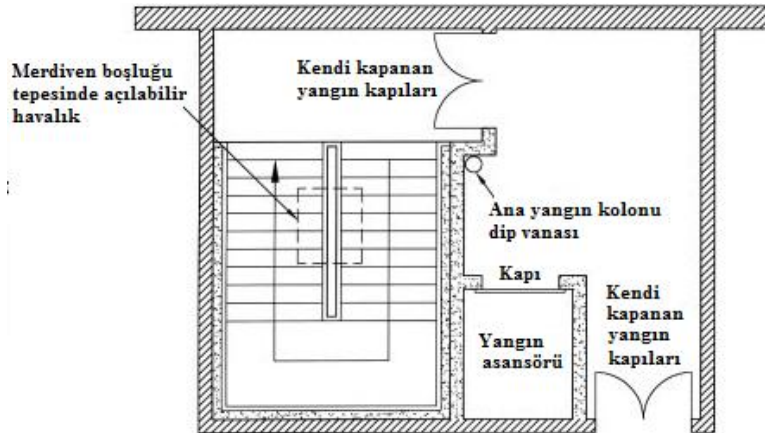 Merdiven boşluğu
tepesinde açılabilir
havalık
Kendi kapanan
yangın kapıları
Ana yangın kolonu
dip vanası
Kapı
Yangın
asansörü
Kendi
kapanan
yangın
kapıları